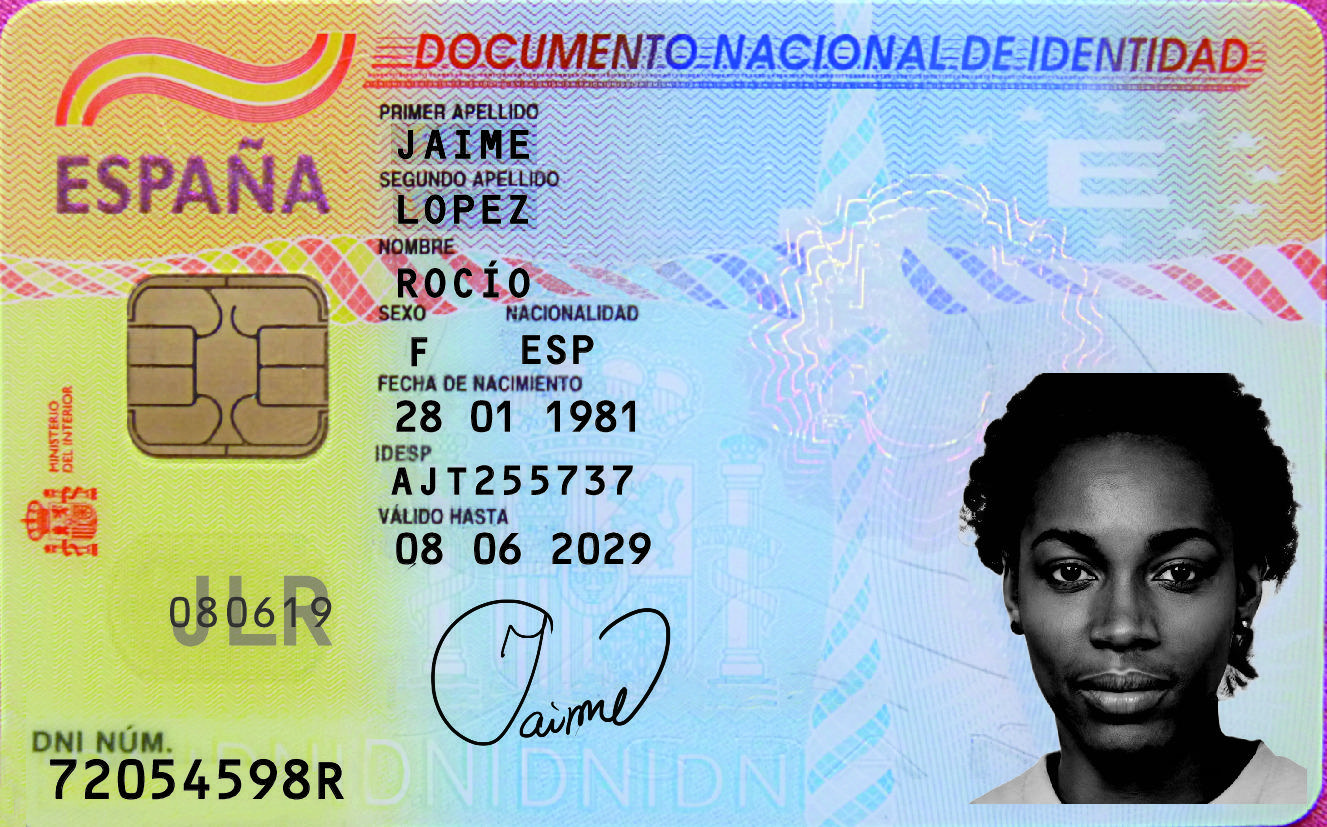 DOCUMENTO NACIONAL DE IDENTIDAD
ESPAÑA
PRIMER APELLIDO
JAIME
SEGUNDO APELLIDO
LOPEZ
NOMBRE
ROCÍO
SEXO NACIONALIDAD
F ESP
FECHA DE NACIMIENTO
28 01 1981
IDESP
AJT255737
VÁLIDO HASTA
08 06 2029
MINISTERIO
DEL INTERIOR
E
JLR
080619
Jaime
DNI NÚM.
72054598R
DNIDNIDNIDNI